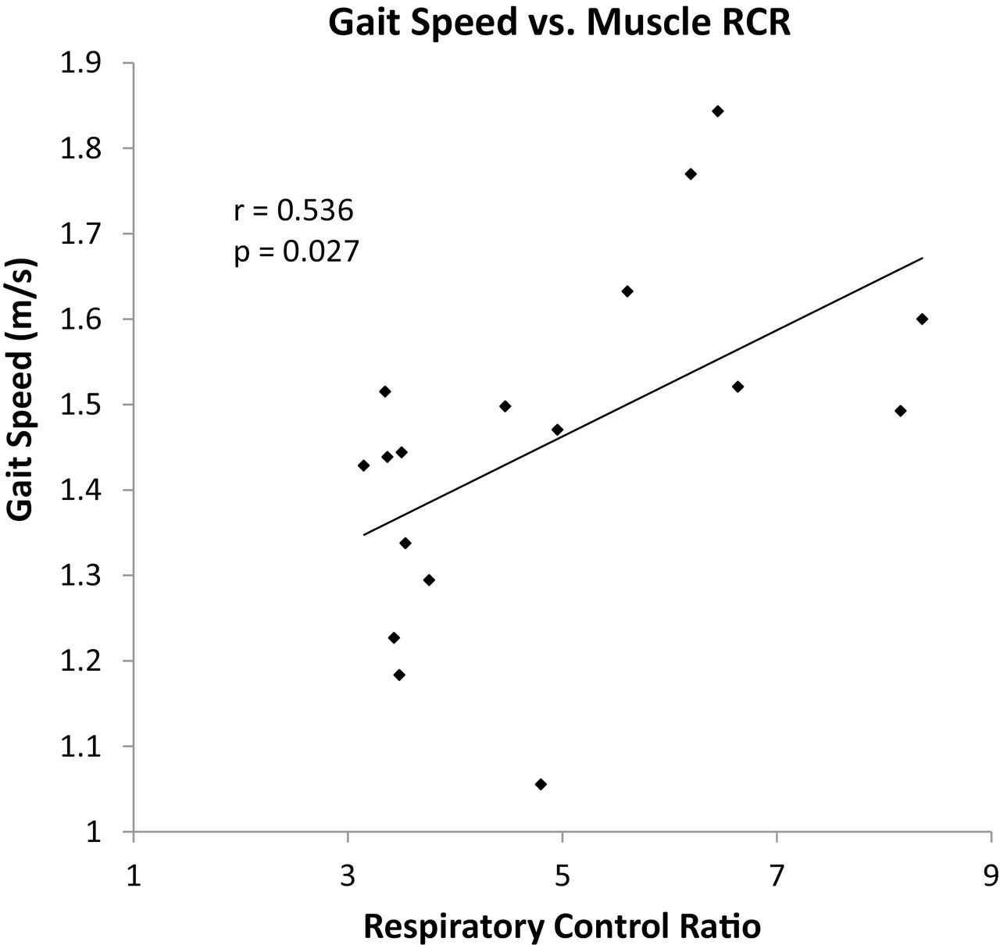 Gait Speed vs. Muscle RCR
1.9
1.8
1.7
1.6
1.5
1.4
1.3
1.2
1.1
1
r = 0.536
p = 0.027
Gait Speed (m/s)
1 3 5 7 9
Respiratory Control Ratio